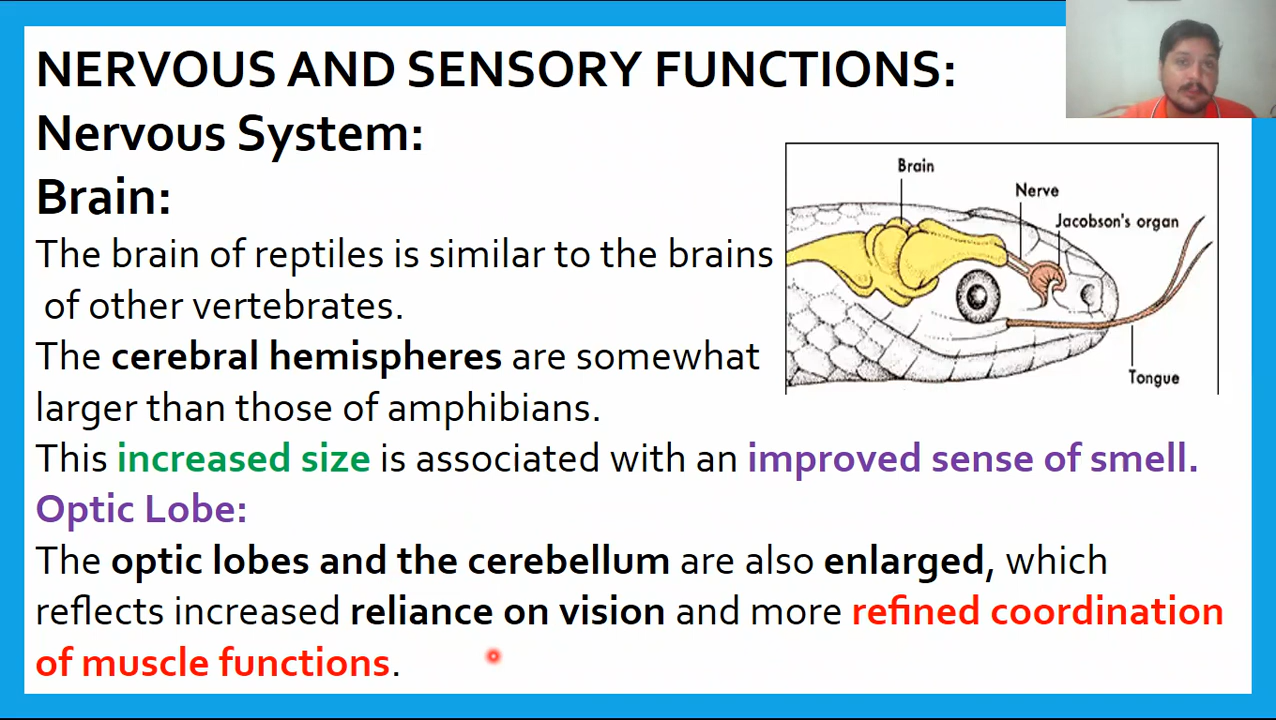 NERVOUS AND SENSORY FUNCTIONS:
Nervous System:
Brain:
The brain of reptiles is similar to the brains
of other vertebrates.
The cerebral hemispheres are somewhat
larger than those of amphibians.
This increased size is associated with an improved sense of smell.
Optic Lobe:
The optic lobes and the cerebellum are also enlarged, which
reflects increased reliance on vision and more refined coordination
of muscle functions.
Brain
Nerve
Jacobson's organ
Tongue